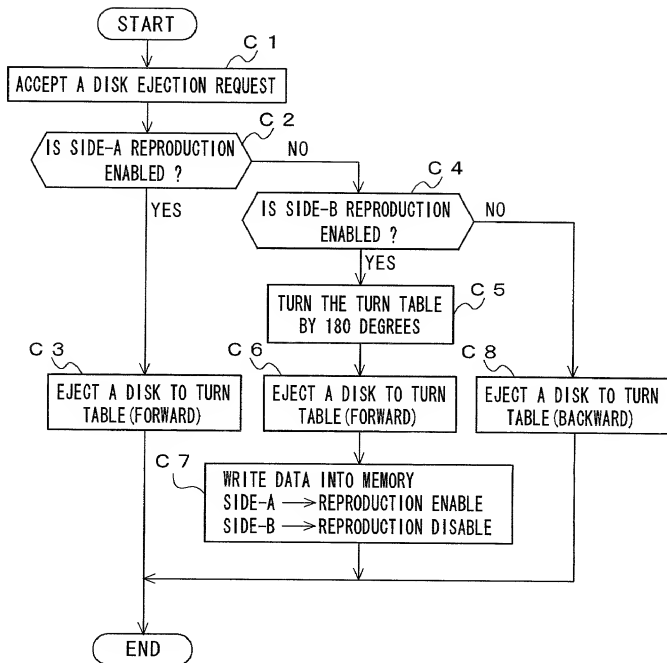 START
C 1
ACCEPT A DISK EJECTION REQUEST
C 2
IS SIDE-A REPRODUCTION
ENABLED ?
NO
YES
C 4
IS SIDE-B REPRODUCTION
ENABLED ?
NO
YES
C 5
TURN THE TURN TABLE
BY 180 DEGREES
C 3
EJECT A DISK TO TURN
TABLE(FORWARD)
C 6
EJECT A DISK TO TURN
TABLE(FORWARD)
C 8
EJECT A DISK TO TURN
TABLE(BACKWARD)
C 7
WRITE DATA INTO MEMORY
SIDE-A → REPRODUCTION ENABLE
SIDE-B → REPRODUCTION DISABLE
END